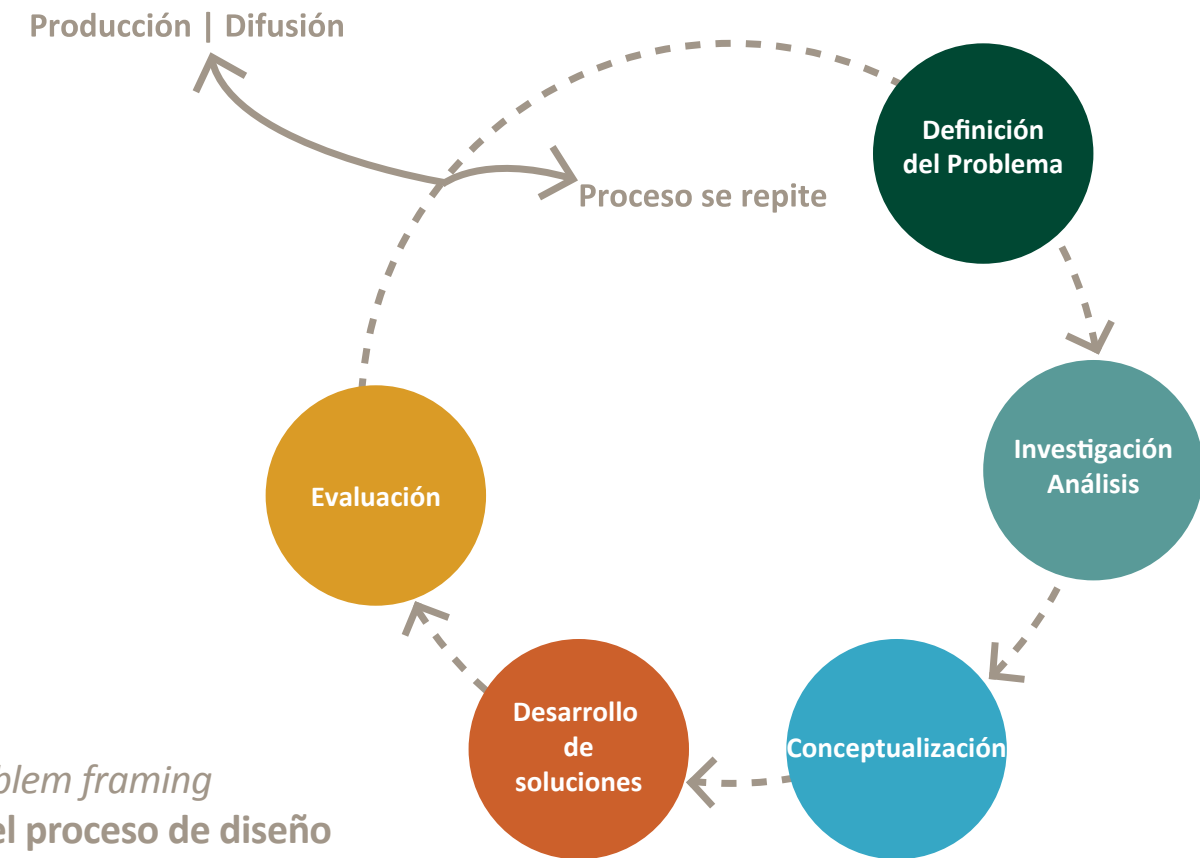 Producción | Difusión
Definición
del Problema
Proceso se repite
Investigación
Análisis
Evaluación
Desarrollo
de
soluciones
Conceptualización
blem framing
el proceso de diseño